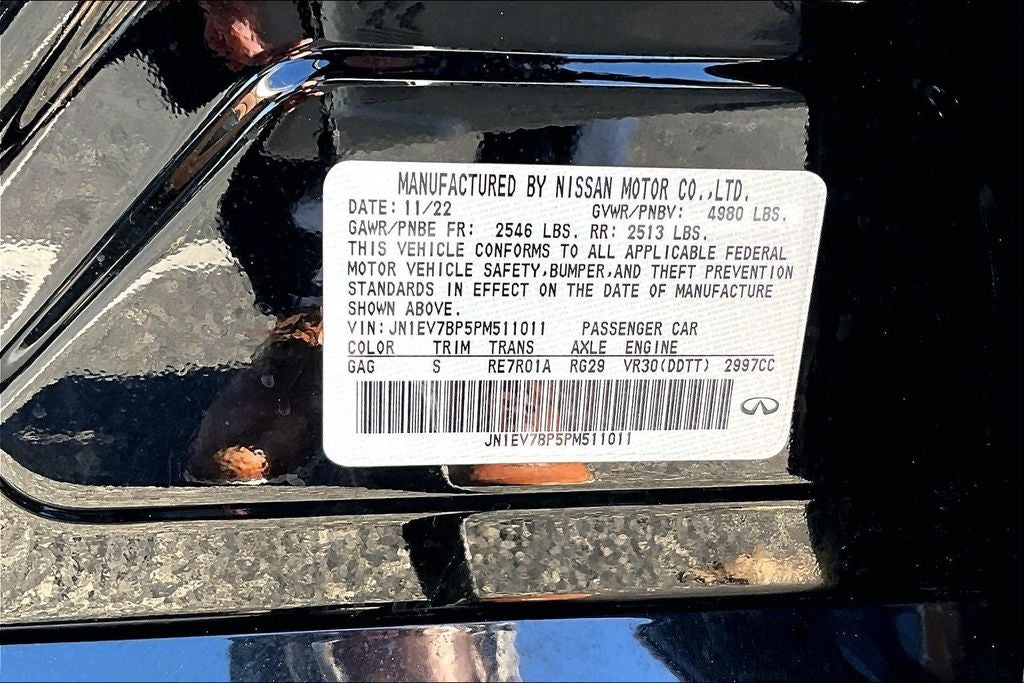 MANUFACTURED BY NISSAN MOTOR CO.,LTD.
DATE: 11/22 GVWR/PNBV: 4980 LBS.
GAWR/PNBE FR: 2546 LBS. RR: 2513 LBS.
THIS VEHICLE CONFORMS TO ALL APPLICABLE FEDERAL
MOTOR VEHICLE SAFETY,BUMPER,AND THEFT PREVENTION
STANDARDS IN EFFECT ON THE DATE OF MANUFACTURE
SHOWN ABOVE.
VIN:JN1EV7BP5PM511011 PASSENGER CAR
COLOR TRIM TRANS AXLE ENGINE
GAG S RE7R01A RG29 VR30(DDTT) 2997CC
JN1EV7BP5PM511011